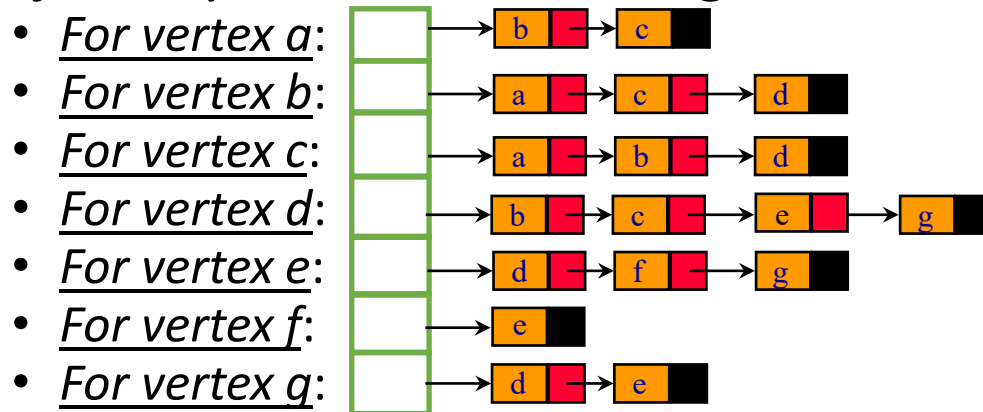 • For vertex a: b c
• For vertex b: a c d
• For vertex c: a b d
• For vertex d: b c e g
• For vertex e: d f g
• For vertex f: e
• For vertex g: d e